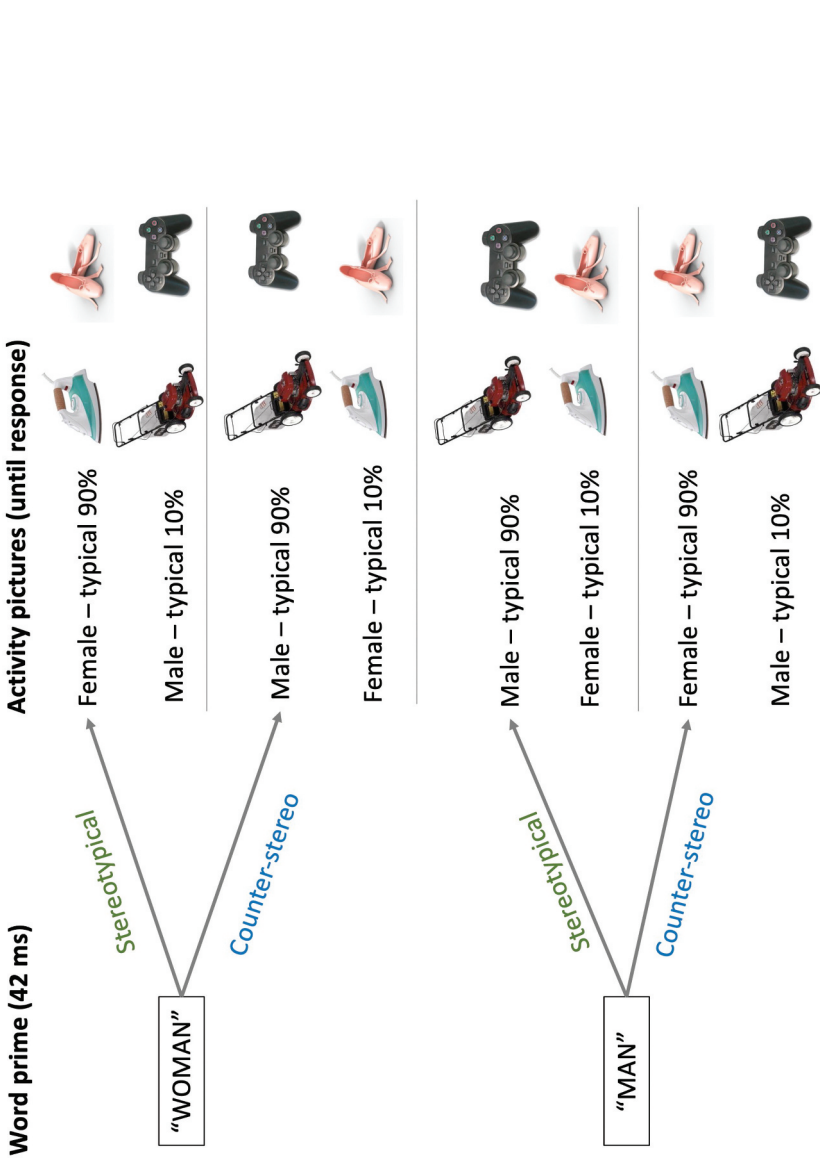 Word prime (42 ms)
Activity pictures (until response)
“WOMAN”
Stereotypical
Female – typical 90%
Male – typical 10%
Counter-stereo
Male – typical 90%
Female – typical 10%
“MAN”
Stereotypical
Male – typical 90%
Female – typical 10%
Counter-stereo
Female – typical 90%
Male – typical 10%